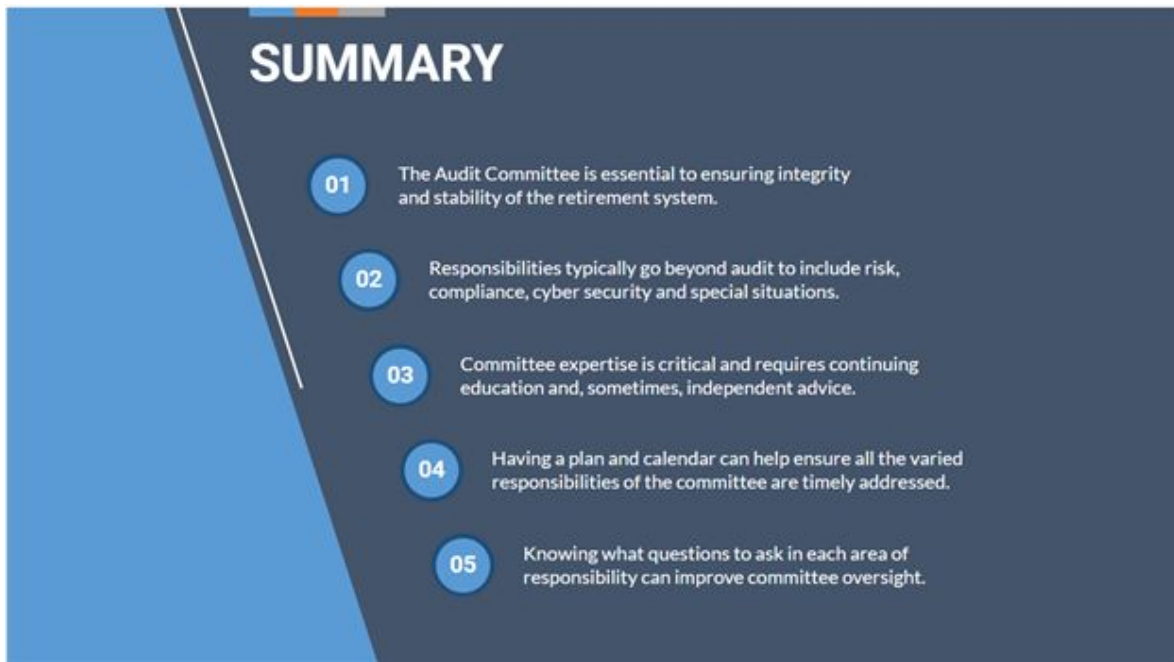 SUMMARY
01
The Audit Committee is essential to ensuring integrity
and stability of the retirement system.
02
Responsibilities typically go beyond audit to include risk,
compliance, cyber security and special situations.
03
Committee expertise is critical and requires continuing
education and, sometimes, independent advice.
04
Having a plan and calendar can help ensure all the varied
responsibilities of the committee are timely addressed.
05
Knowing what questions to ask in each area of
responsibility can improve committee oversight.